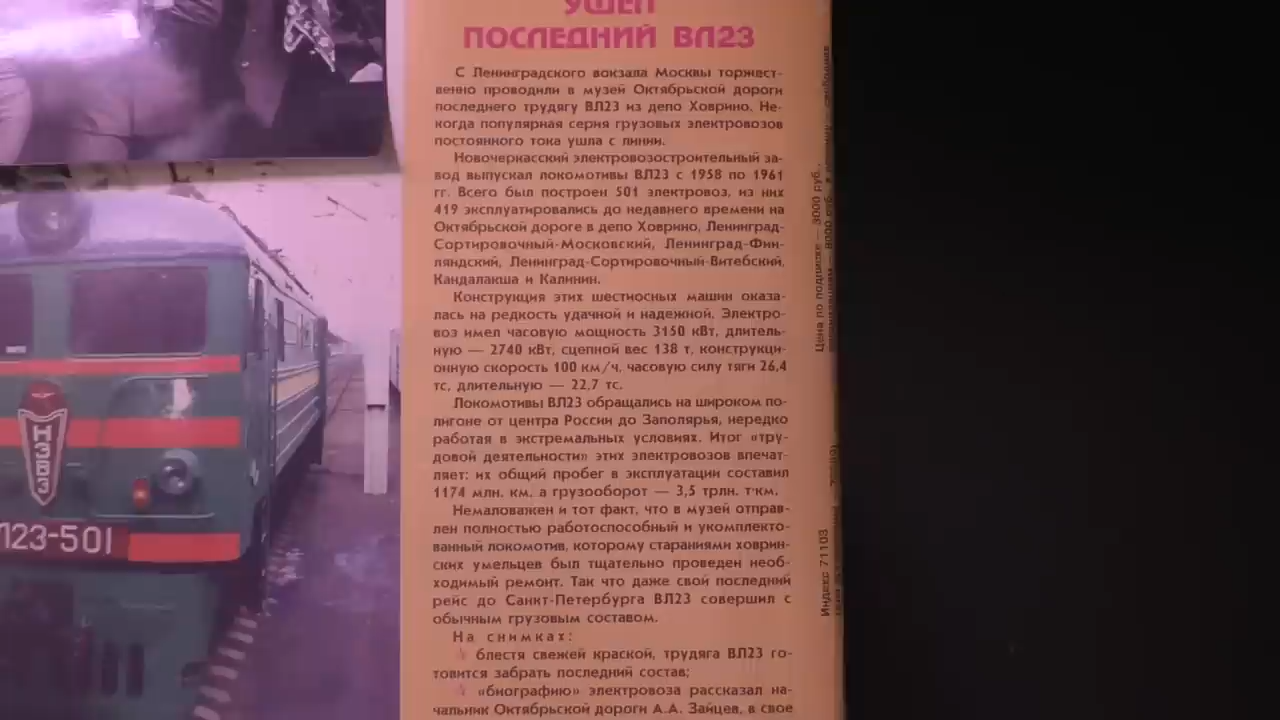 УШЕЛ
ПОСЛЕДНИЙ ВЛ23
С Ленинградского вокзала Москвы торжест-
венно проводили в музей Октябрьской дороги
последнего трудягу ВЛ23 из депо Ховрино. Не-
когда популярная серия грузовых электровозов
постоянного тока ушла с линии.
Новочеркасский электровозостроительный за-
вод выпускал локомотивы ВЛ23 с 1958 по 1961
гг. Всего был построен 501 электровоз, из них
419 эксплуатировались до недавнего времени на
Октябрьской дороге в депо Ховрино, Ленинград-
Сортировочный-Московский, Ленинград-Фин-
ляндский, Ленинград-Сортировочный-Витебский,
Кандалакша и Калинин.
Конструкция этих шестиосных машин оказа-
лась на редкость удачной и надежной. Электро-
воз имел часовую мощность 3150 кВт, длитель-
ную — 2740 кВт, сцепной вес 138 т, конструкци-
онную скорость 100 км/ч, часовую силу тяги 26,4
тс, длительную — 22,7 тс.
Локомотивы ВЛ23 обращались на широком по-
лигоне от центра России до Заполярья, нередко
работая в экстремальных условиях. Итог «тру-
довой деятельности» этих электровозов впечат-
ляет: их общий пробег в эксплуатации составил
1174 млн. км, а грузооборот — 3,5 трлн. т·км.
Немаловажен и тот факт, что в музей отправ-
лен полностью работоспособный и укомплекто-
ванный локомотив, которому стараниями ховрин-
ских умельцев был тщательно проведен необ-
ходимый ремонт. Так что даже свой последний
рейс до Санкт-Петербурга ВЛ23 совершил с
обычным грузовым составом.
На снимках:
блестя свежей краской, трудяга ВЛ23 го-
товится забрать последний состав;
«биографию» электровоза рассказал на-
чальник Октябрьской дороги А.А. Зайцев, в свое
НЭВЗ
Л23-501
Цена по подписке — 3000 руб.,
Индекс 71103